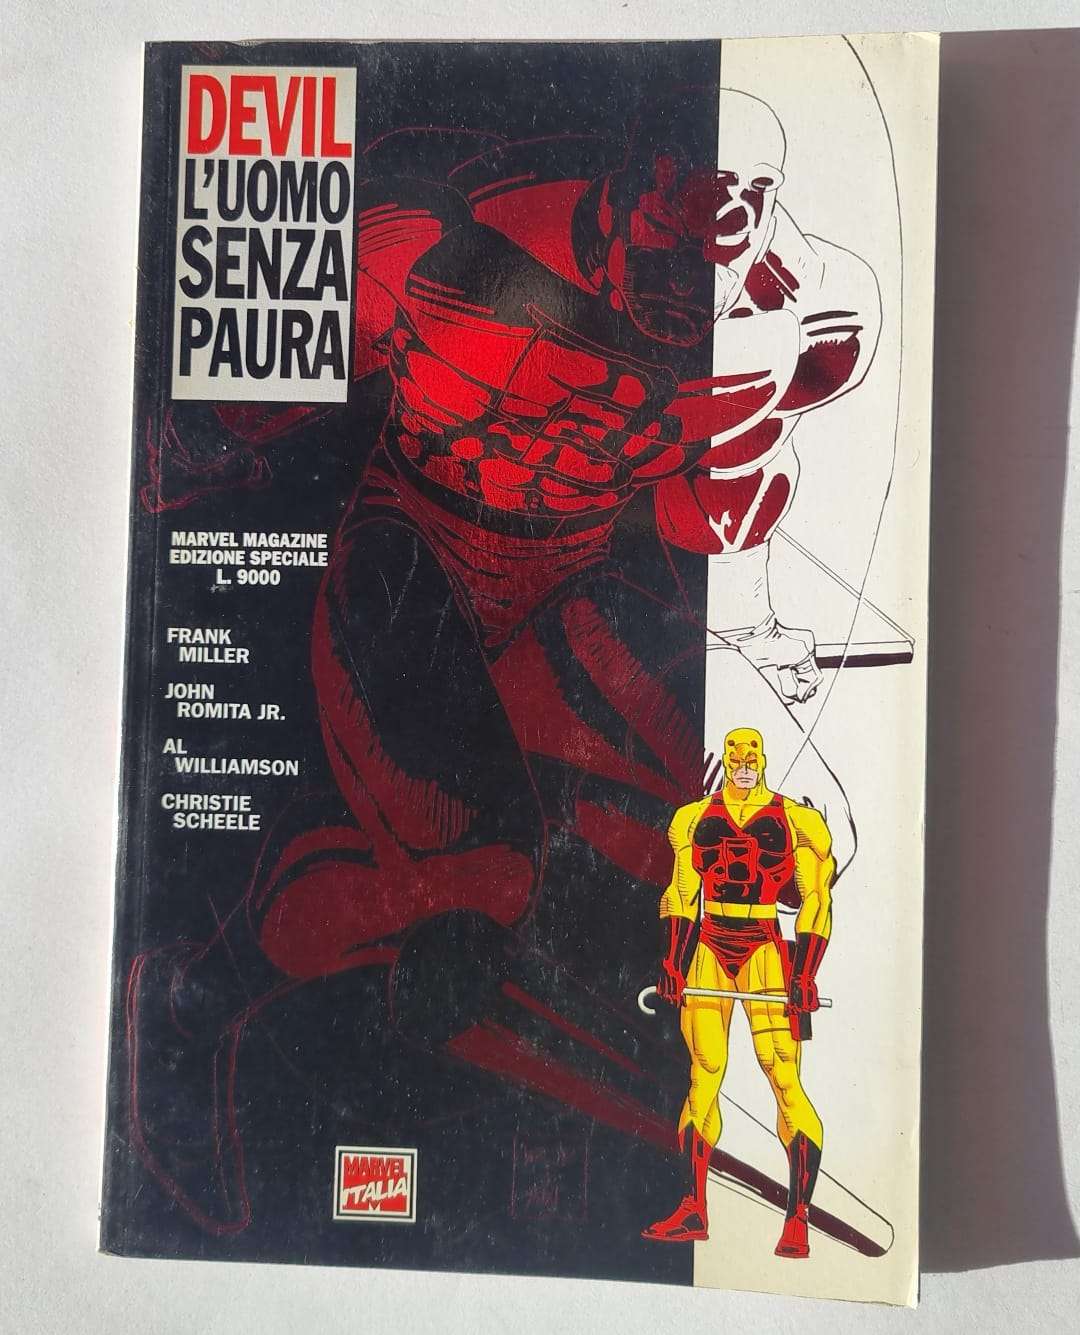 DEVIL
L'UOMO
SENZA
PAURA
MARVEL MAGAZINE
EDIZIONE SPECIALE
L. 9000
FRANK
MILLER
JOHN
ROMITA JR.
AL
WILLIAMSON
CHRISTIE
SCHEELE
MARVEL
ITALIA